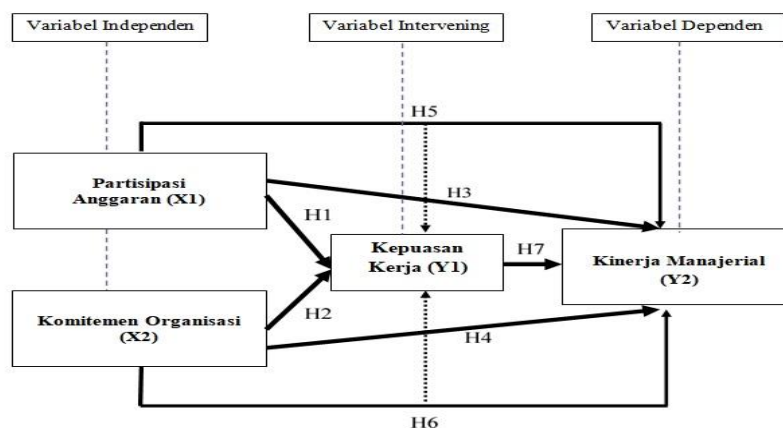 Variabel Independen
Variabel Intervening
Variabel Dependen
H5
Partisipasi
Anggaran (X1)
H3
H1
Kepuasan
Kerja (Y1)
H7
Kinerja Manajerial
(Y2)
Komitemen Organisasi
(X2)
H2
H4
H6